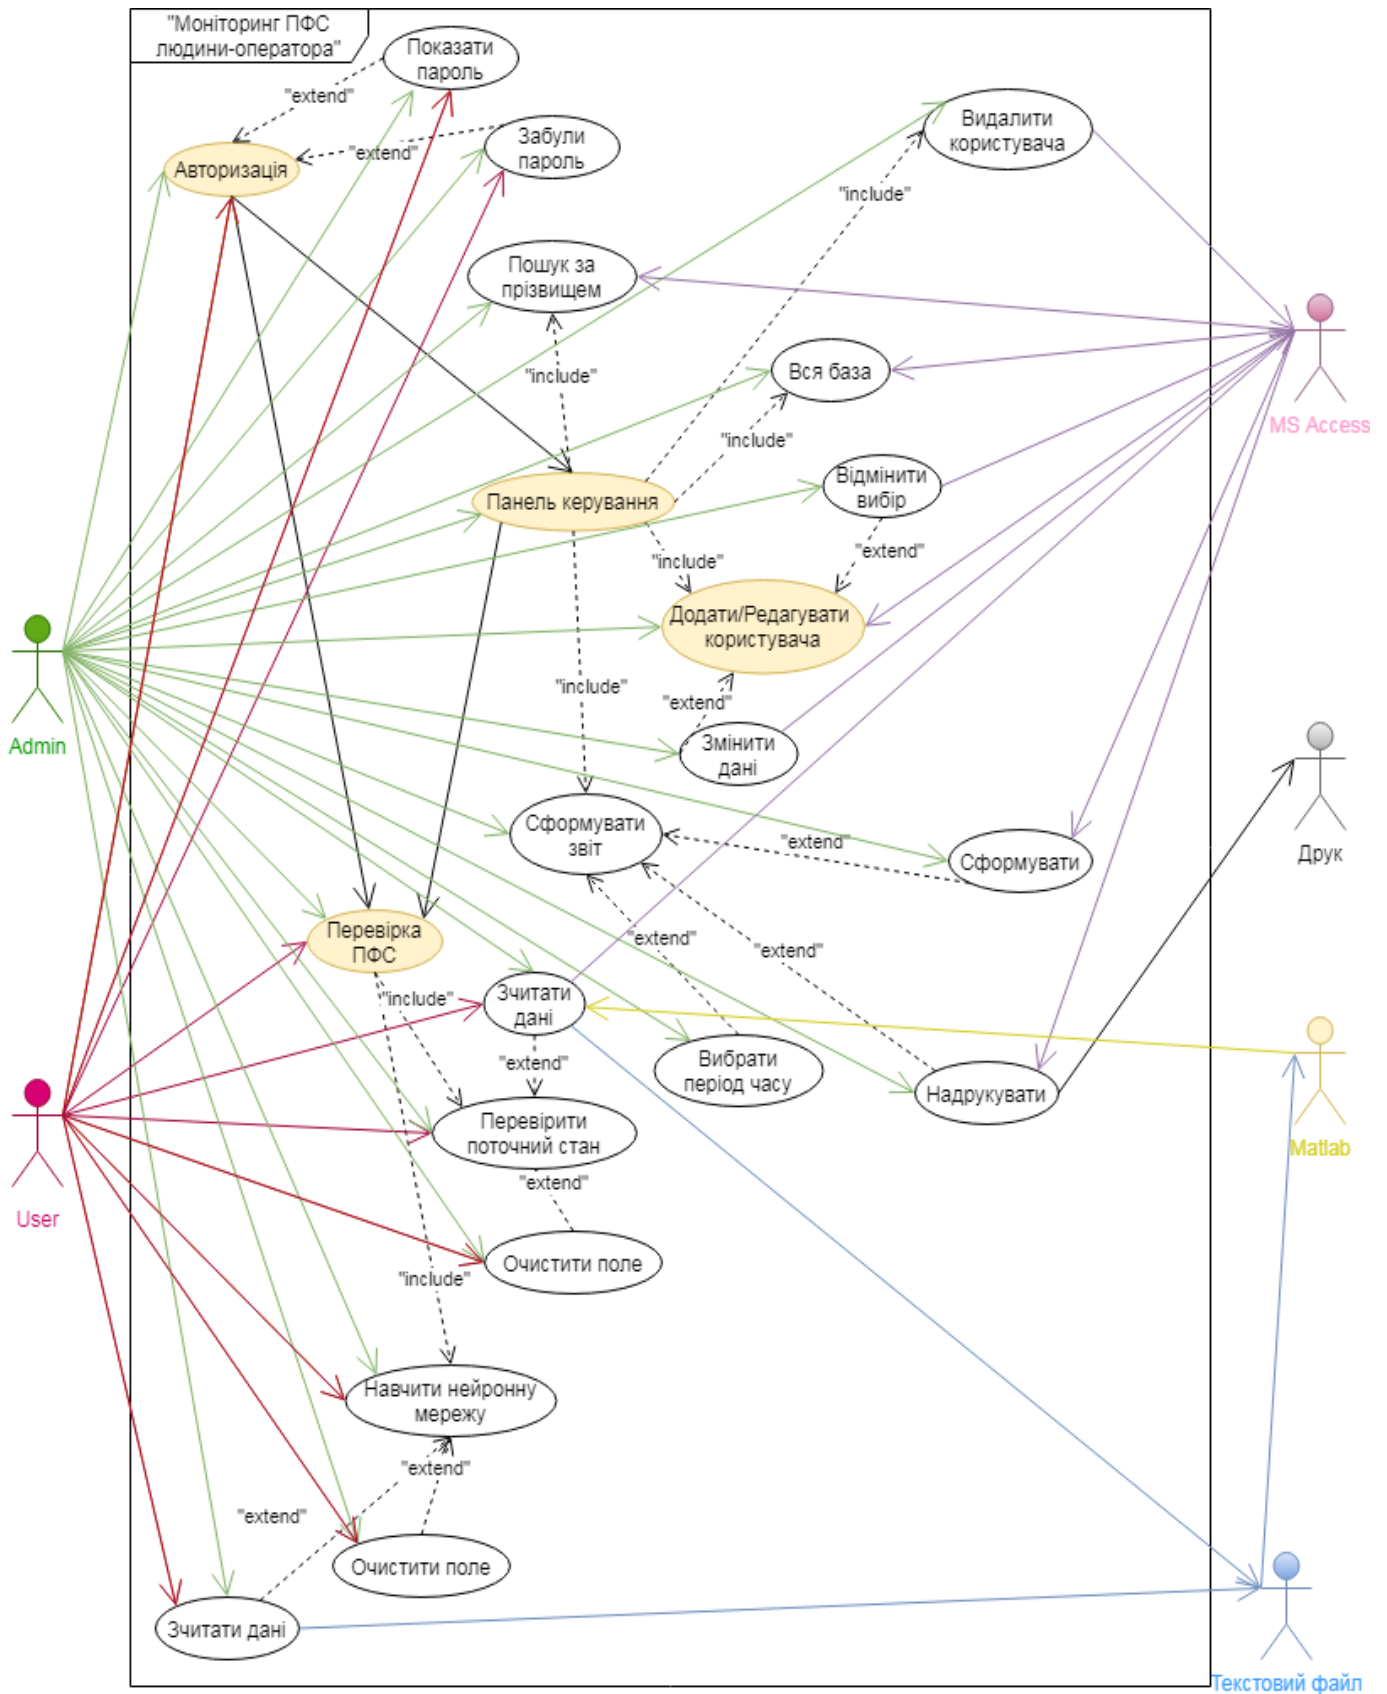 "Моніторинг ПФС
людини-оператора"
Показати
пароль
"extend"
Забули
пароль
"extend"
Авторизація
Видалити
користувача
"include"
Пошук за
прізвищем
"include"
Вся база
"include"
MS Access
Відмінити
вибір
Панель керування
"extend"
"include"
Додати/Редагувати
користувача
"include"
"extend"
Admin
Змінити
дані
Сформувати
звіт
"extend"
Сформувати
Друк
Перевірка
ПФС
"extend"
"extend"
"include"
Зчитати
дані
"extend"
Вибрати
період часу
Надрукувати
Перевірити
поточний стан
Matlab
"extend"
User
Очистити поле
"include"
Навчити нейронну
мережу
"extend"
"extend"
Очистити поле
Зчитати дані
Текстовий файл